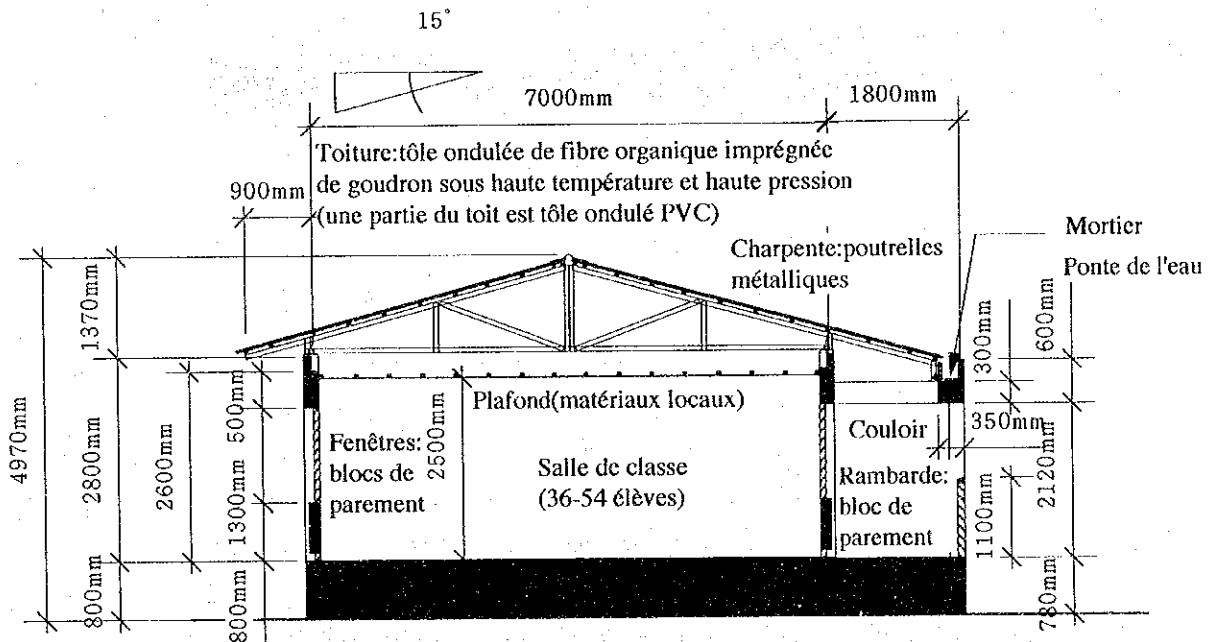 15°
7000mm
1800mm
Toiture:tôle ondulée de fibre organique imprégnée
de goudron sous haute température et haute pression
(une partie du toit est tôle ondulé PVC)
900mm
Charpente:poutrelles
métalliques
Mortier
Ponte de l'eau
4970mm
1370mm
2800mm
800mm
2600mm
500mm
1300mm
800mm
2500mm
Plafond(matériaux locaux)
Fenêtres:
blocs de
parement
Salle de classe
(36-54 élèves)
Couloir
Rambarde:
bloc de
parement
300mm
600mm
350mm
2120mm
1100mm
780mm